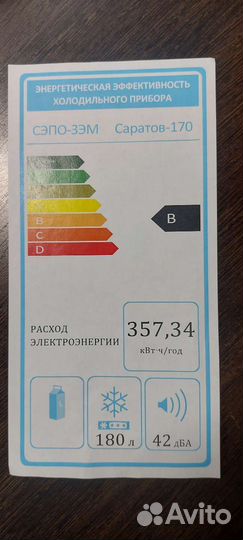 ЭНЕРГЕТИЧЕСКАЯ ЭФФЕКТИВНОСТЬ
ХОЛОДИЛЬНОГО ПРИБОРА
СЭПО-ЗЭМ Саратов-170
B
B
C
D
РАСХОД
ЭЛЕКТРОЭНЕРГИИ
357,34
кВт·ч/год
180 л
42 дБА
Avito